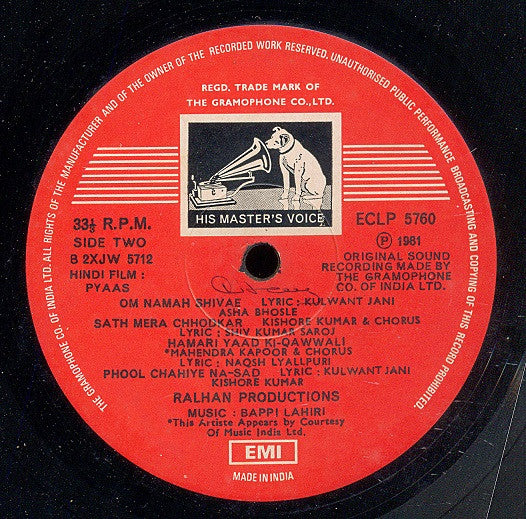 THE GRAMOPHONE CO. OF INDIA LTD. ALL RIGHTS OF THE MANUFACTURER AND OF THE OWNER OF THE RECORDED WORK RESERVED. UNAUTHORISED PUBLIC PERFORMANCE BROADCASTING AND COPYING OF THIS RECORD PROHIBITED.
REGD. TRADE MARK OF
THE GRAMOPHONE CO., LTD.
HIS MASTER'S VOICE
33⅓ R.P.M.
SIDE TWO
B 2XJW 5712
HINDI FILM :
PYAAS
ECLP 5760
Ⓟ 1981
ORIGINAL SOUND
RECORDING MADE BY
THE GRAMOPHONE
CO. OF INDIA LTD.
OM NAMAH SHIVAE LYRIC : KULWANT JANI
ASHA BHOSLE
SATH MERA CHHODKAR KISHORE KUMAR & CHORUS
LYRIC : SHIV KUMAR SAROJ
HAMARI YAAD KI-QAWWALI
*MAHENDRA KAPOOR & CHORUS
LYRIC : NAQSH LYALLPURI
PHOOL CHAHIYE NA-SAD LYRIC : KULWANT JANI
KISHORE KUMAR
RALHAN PRODUCTIONS
MUSIC : BAPPI LAHIRI
*This Artiste Appears by Courtesy
Of Music India Ltd.
EMI
MADE IN INDIA